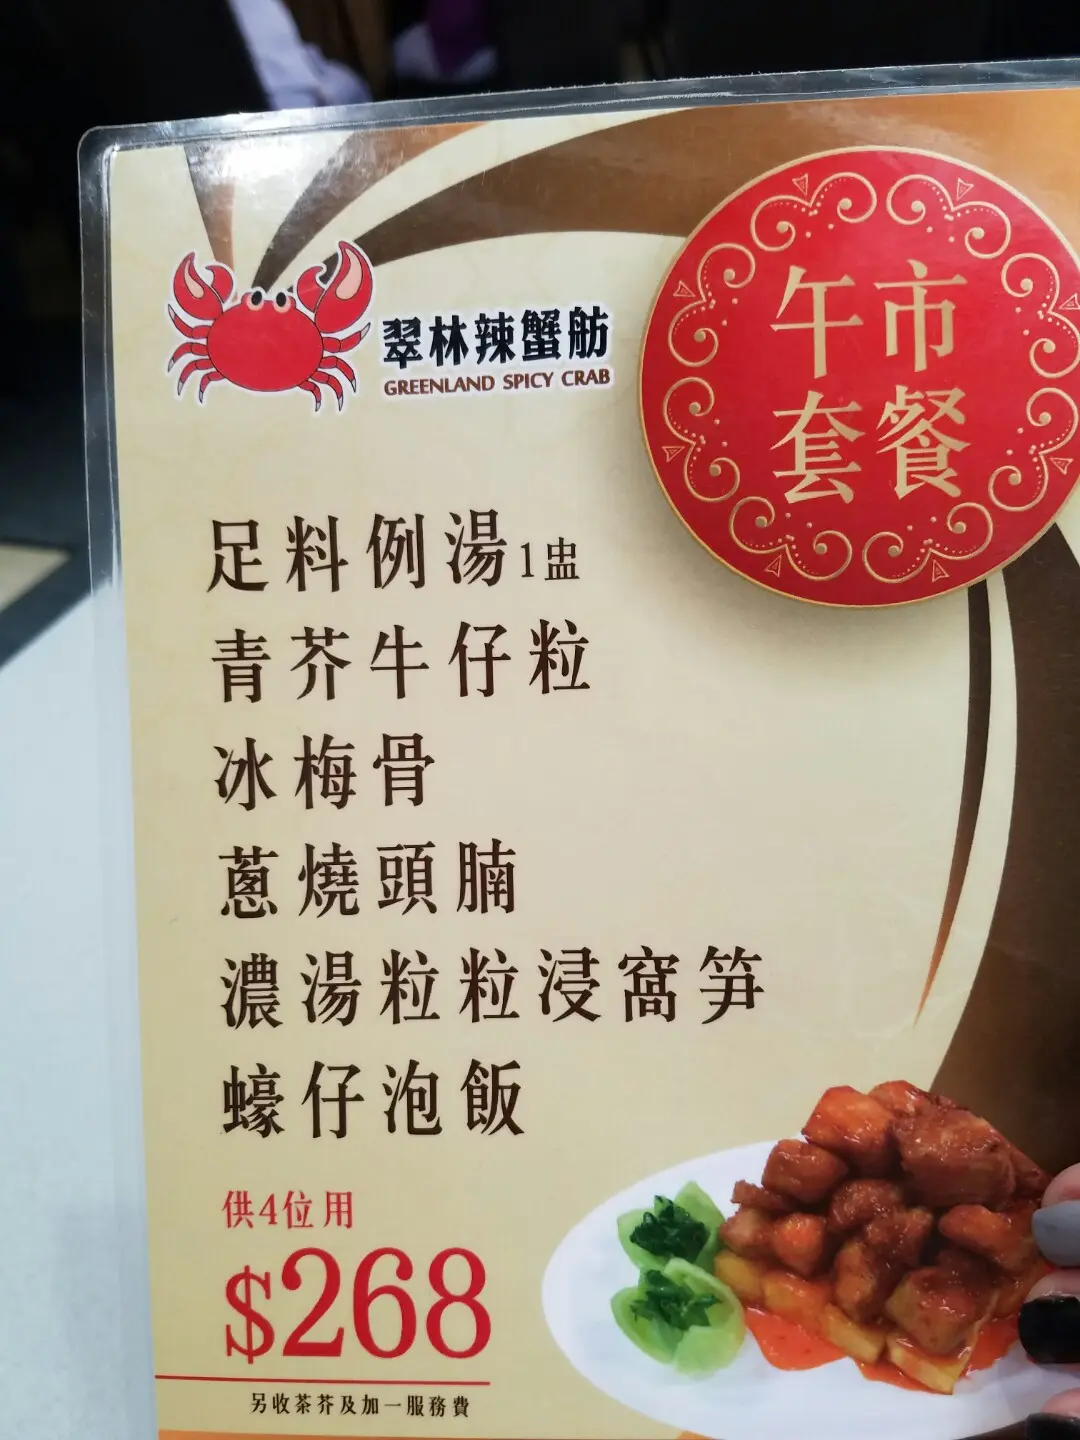 翠林辣蟹舫
GREENLAND SPICY CRAB
午市
套餐
足料例湯1盅
青芥牛仔粒
冰梅骨
蔥燒頭腩
濃湯粒粒浸窩笋
蠔仔泡飯
供4位用
$268
另收茶芥及加一服務費